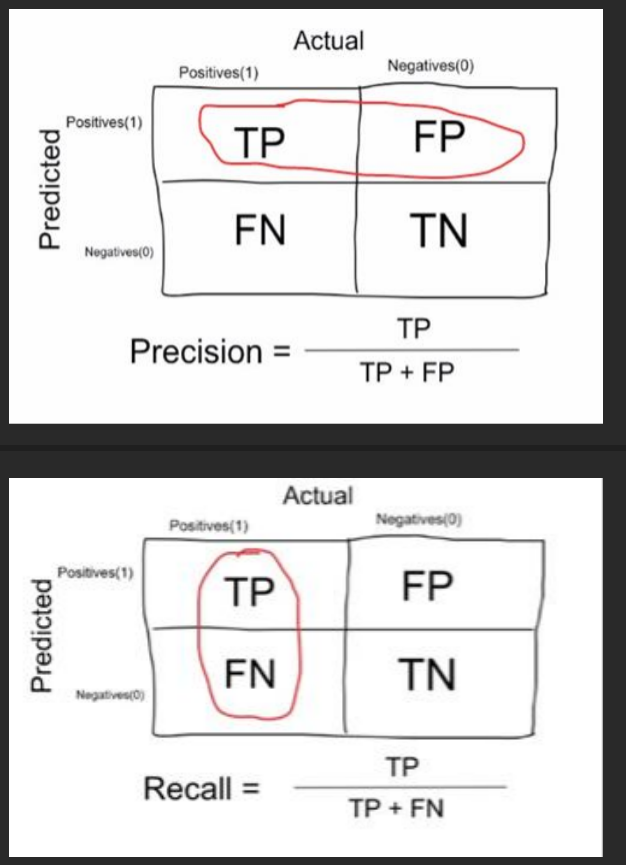 Actual
Positives(1) Negatives(0)
Predicted
Positives(1)
TP FP
FN TN
Negatives(0)
Precision = TP
TP + FP
Actual
Positives(1) Negatives(0)
Predicted
Positives(1)
TP FP
FN TN
Negatives(0)
Recall = TP
TP + FN